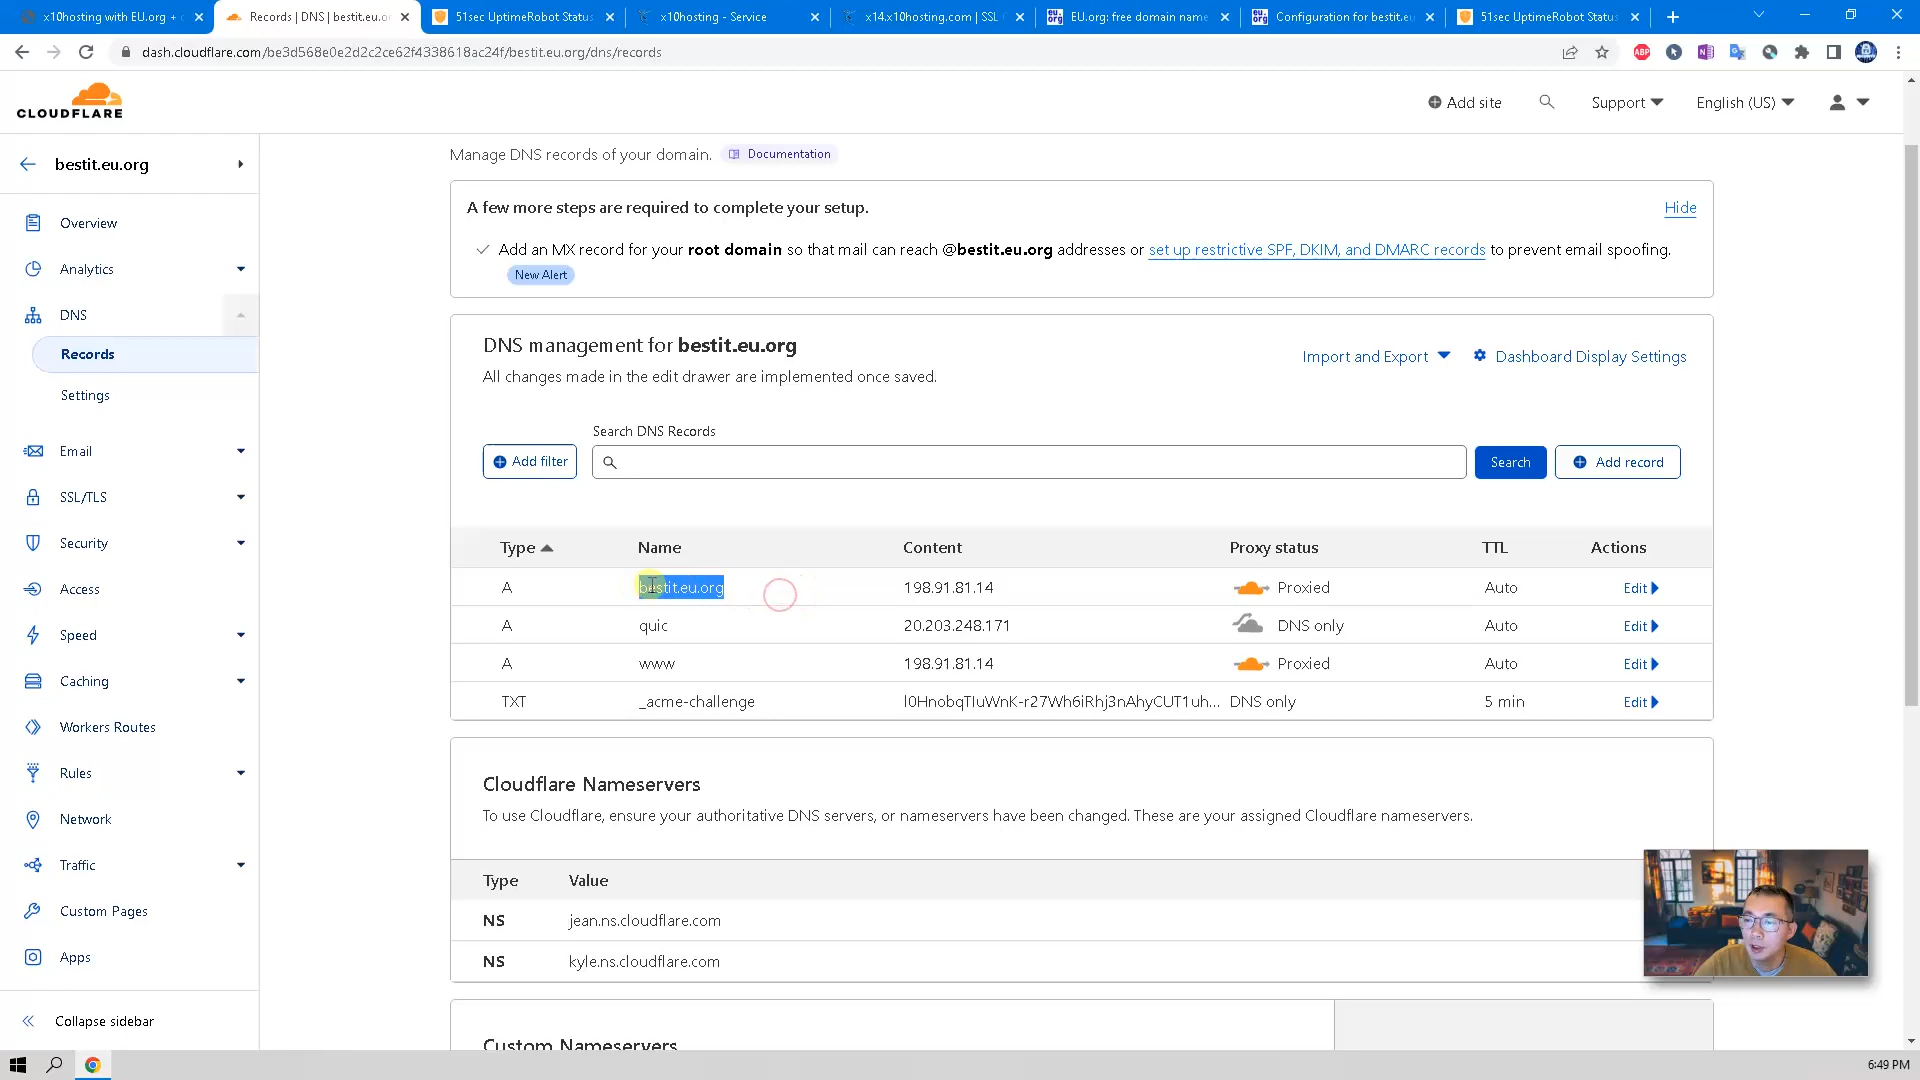 x10hosting with EU.org +
Records | DNS | bestit.eu.o
51sec UptimeRobot Status
x10hosting - Service
x14.x10hosting.com | SSL
EU.org: free domain name
Configuration for bestit.eu
51sec UptimeRobot Status
dash.cloudflare.com/be3d568e0e2d2c2ce62f4338618ac24f/bestit.eu.org/dns/records
ABP
CLOUDFLARE
Add site
Support
English (US)
bestit.eu.org
Overview
Analytics
DNS
Records
Settings
Email
SSL/TLS
Security
Access
Speed
Caching
Workers Routes
Rules
Network
Traffic
Custom Pages
Apps
Collapse sidebar
Manage DNS records of your domain.
Documentation
A few more steps are required to complete your setup.
Hide
Add an MX record for your root domain so that mail can reach @bestit.eu.org addresses or set up restrictive SPF, DKIM, and DMARC records to prevent email spoofing.
New Alert
DNS management for bestit.eu.org
All changes made in the edit drawer are implemented once saved.
Import and Export
Dashboard Display Settings
Search DNS Records
Add filter
Search
Add record
Type Name Content Proxy status TTL Actions
A bestit.eu.org 198.91.81.14 Proxied Auto Edit
A quic 20.203.248.171 DNS only Auto Edit
A www 198.91.81.14 Proxied Auto Edit
TXT _acme-challenge l0HnobqTIuWnK-r27Wh6iRhj3nAhyCUT1uh... DNS only 5 min Edit
Cloudflare Nameservers
To use Cloudflare, ensure your authoritative DNS servers, or nameservers have been changed. These are your assigned Cloudflare nameservers.
Type Value
NS jean.ns.cloudflare.com
NS kyle.ns.cloudflare.com
Custom Nameservers
6:49 PM